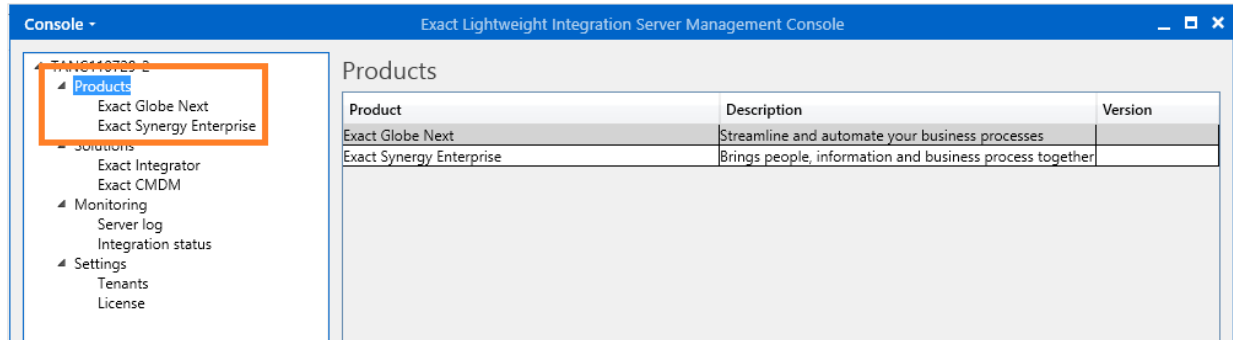 Console
Exact Lightweight Integration Server Management Console
Products
Exact Globe Next
Exact Synergy Enterprise
Solutions
Exact Integrator
Exact CMDM
Monitoring
Server log
Integration status
Settings
Tenants
License
Products
Product Description Version
Exact Globe Next Streamline and automate your business processes
Exact Synergy Enterprise Brings people, information and business process together